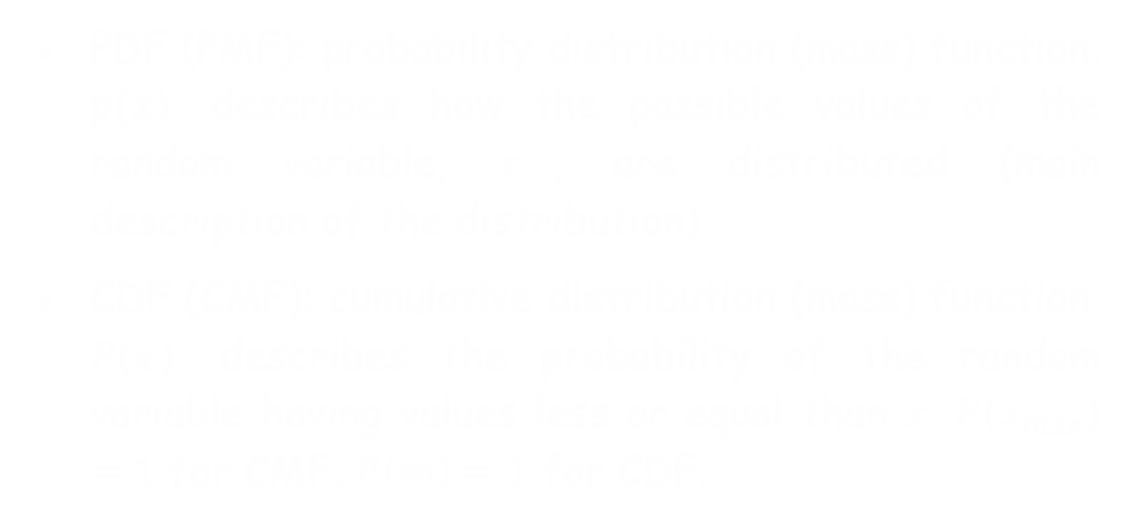 • PDF (PMF): probability distribution (mass) function,
p(x) describes how the possible values of the
random variable, x , are distributed (main
description of the distribution)
• CDF (CMF): cumulative distribution (mass) function,
P(x) describes the probability of the random
variable having values less or equal than x. P(xmax)
= 1 for CMF, P(∞) = 1 for CDF